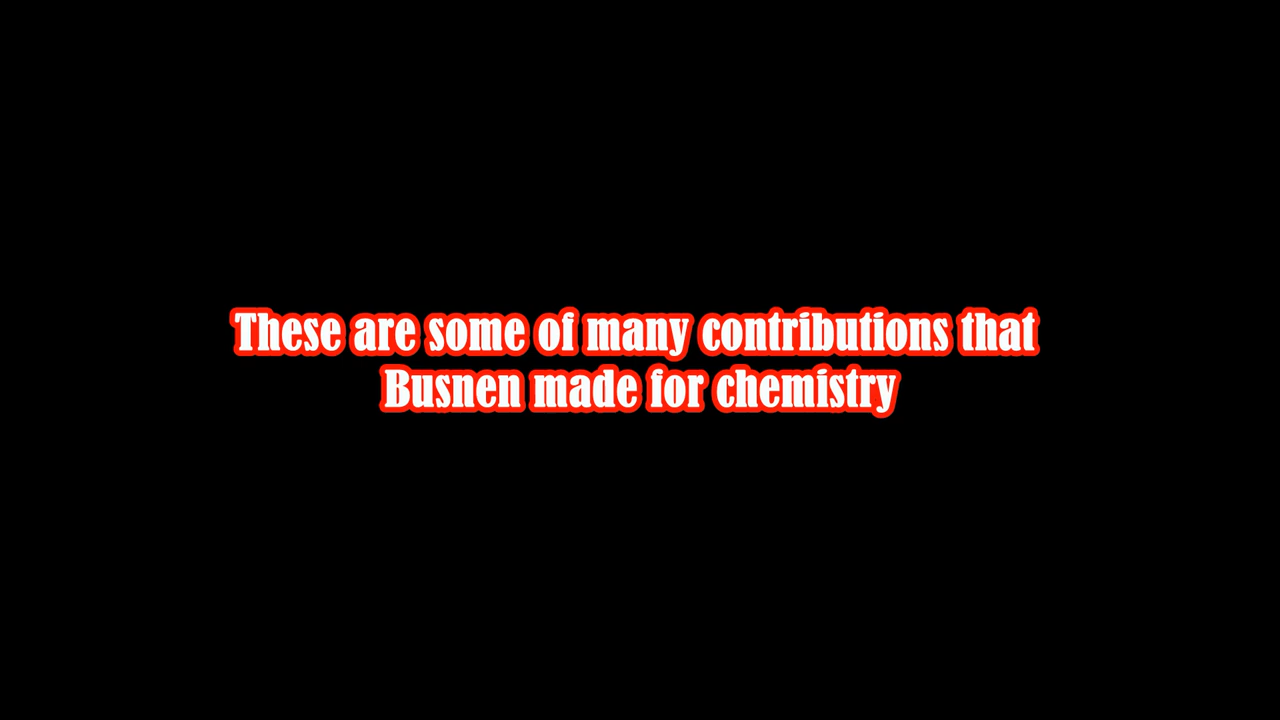 These are some of many contributions that
Busnen made for chemistry